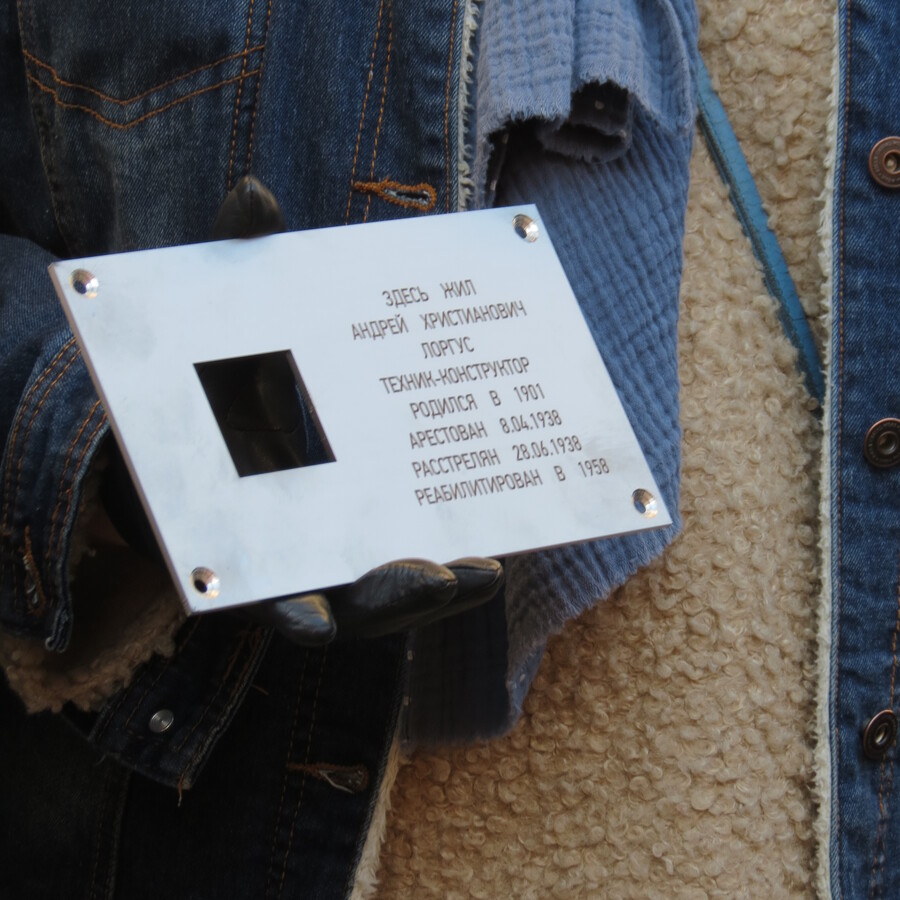 ЗДЕСЬ ЖИЛ
АНДРЕЙ ХРИСТИАНОВИЧ
ЛОРГУС
ТЕХНИК-КОНСТРУКТОР
РОДИЛСЯ В 1901
АРЕСТОВАН 8.04.1938
РАССТРЕЛЯН 28.06.1938
РЕАБИЛИТИРОВАН В 1958